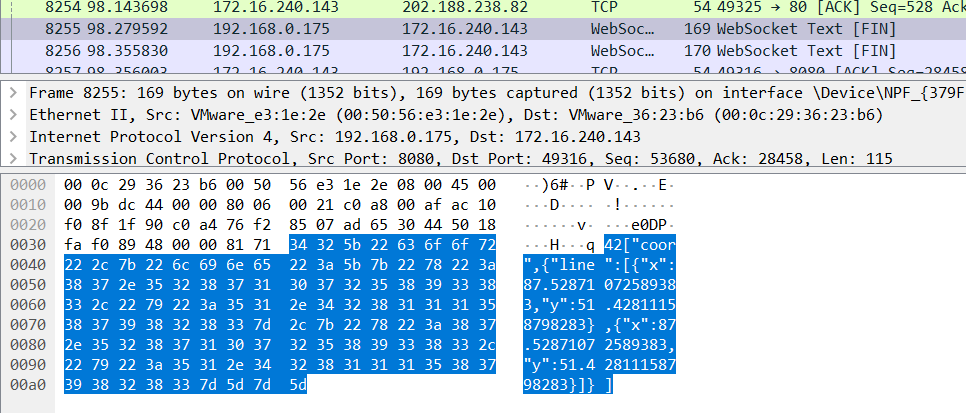 8254 98.143698 172.16.240.143 202.188.238.82 TCP 54 49325 → 80 [ACK] Seq=528 Ack
8255 98.279592 192.168.0.175 172.16.240.143 WebSoc… 169 WebSocket Text [FIN]
8256 98.355830 192.168.0.175 172.16.240.143 WebSoc… 170 WebSocket Text [FIN]
8257 98.356003 172.16.240.143 192.168.0.175 TCP 54 49316 → 8080 [ACK] Seq=28458
Frame 8255: 169 bytes on wire (1352 bits), 169 bytes captured (1352 bits) on interface \Device\NPF_{379F
Ethernet II, Src: VMware_e3:1e:2e (00:50:56:e3:1e:2e), Dst: VMware_36:23:b6 (00:0c:29:36:23:b6)
Internet Protocol Version 4, Src: 192.168.0.175, Dst: 172.16.240.143
Transmission Control Protocol, Src Port: 8080, Dst Port: 49316, Seq: 53680, Ack: 28458, Len: 115
0000 00 0c 29 36 23 b6 00 50 56 e3 1e 2e 08 00 45 00 ··)6#··P V··.··E·
0010 00 9b dc 44 00 00 80 06 00 21 c0 a8 00 af ac 10 ···D···· ·!······
0020 f0 8f 1f 90 c0 a4 76 f2 85 07 ad 65 30 44 50 18 ······v· ···e0DP·
0030 fa f0 89 48 00 00 81 71 34 32 5b 22 63 6f 6f 72 ···H···q 42["coor
0040 22 2c 7b 22 6c 69 6e 65 22 3a 5b 7b 22 78 22 3a ",{"line ":[{"x":
0050 38 37 2e 35 32 38 37 31 30 37 32 35 38 39 33 38 87.52871 07258938
0060 33 2c 22 79 22 3a 35 31 2e 34 32 38 31 31 31 35 3,"y":51 .4281115
0070 38 37 39 38 32 38 33 7d 2c 7b 22 78 22 3a 38 37 8798283} ,{"x":87
0080 2e 35 32 38 37 31 30 37 32 35 38 39 33 38 33 2c .5287107 2589383,
0090 22 79 22 3a 35 31 2e 34 32 38 31 31 31 35 38 37 "y":51.4 28111587
00a0 39 38 32 38 33 7d 5d 7d 5d 98283}]} ]